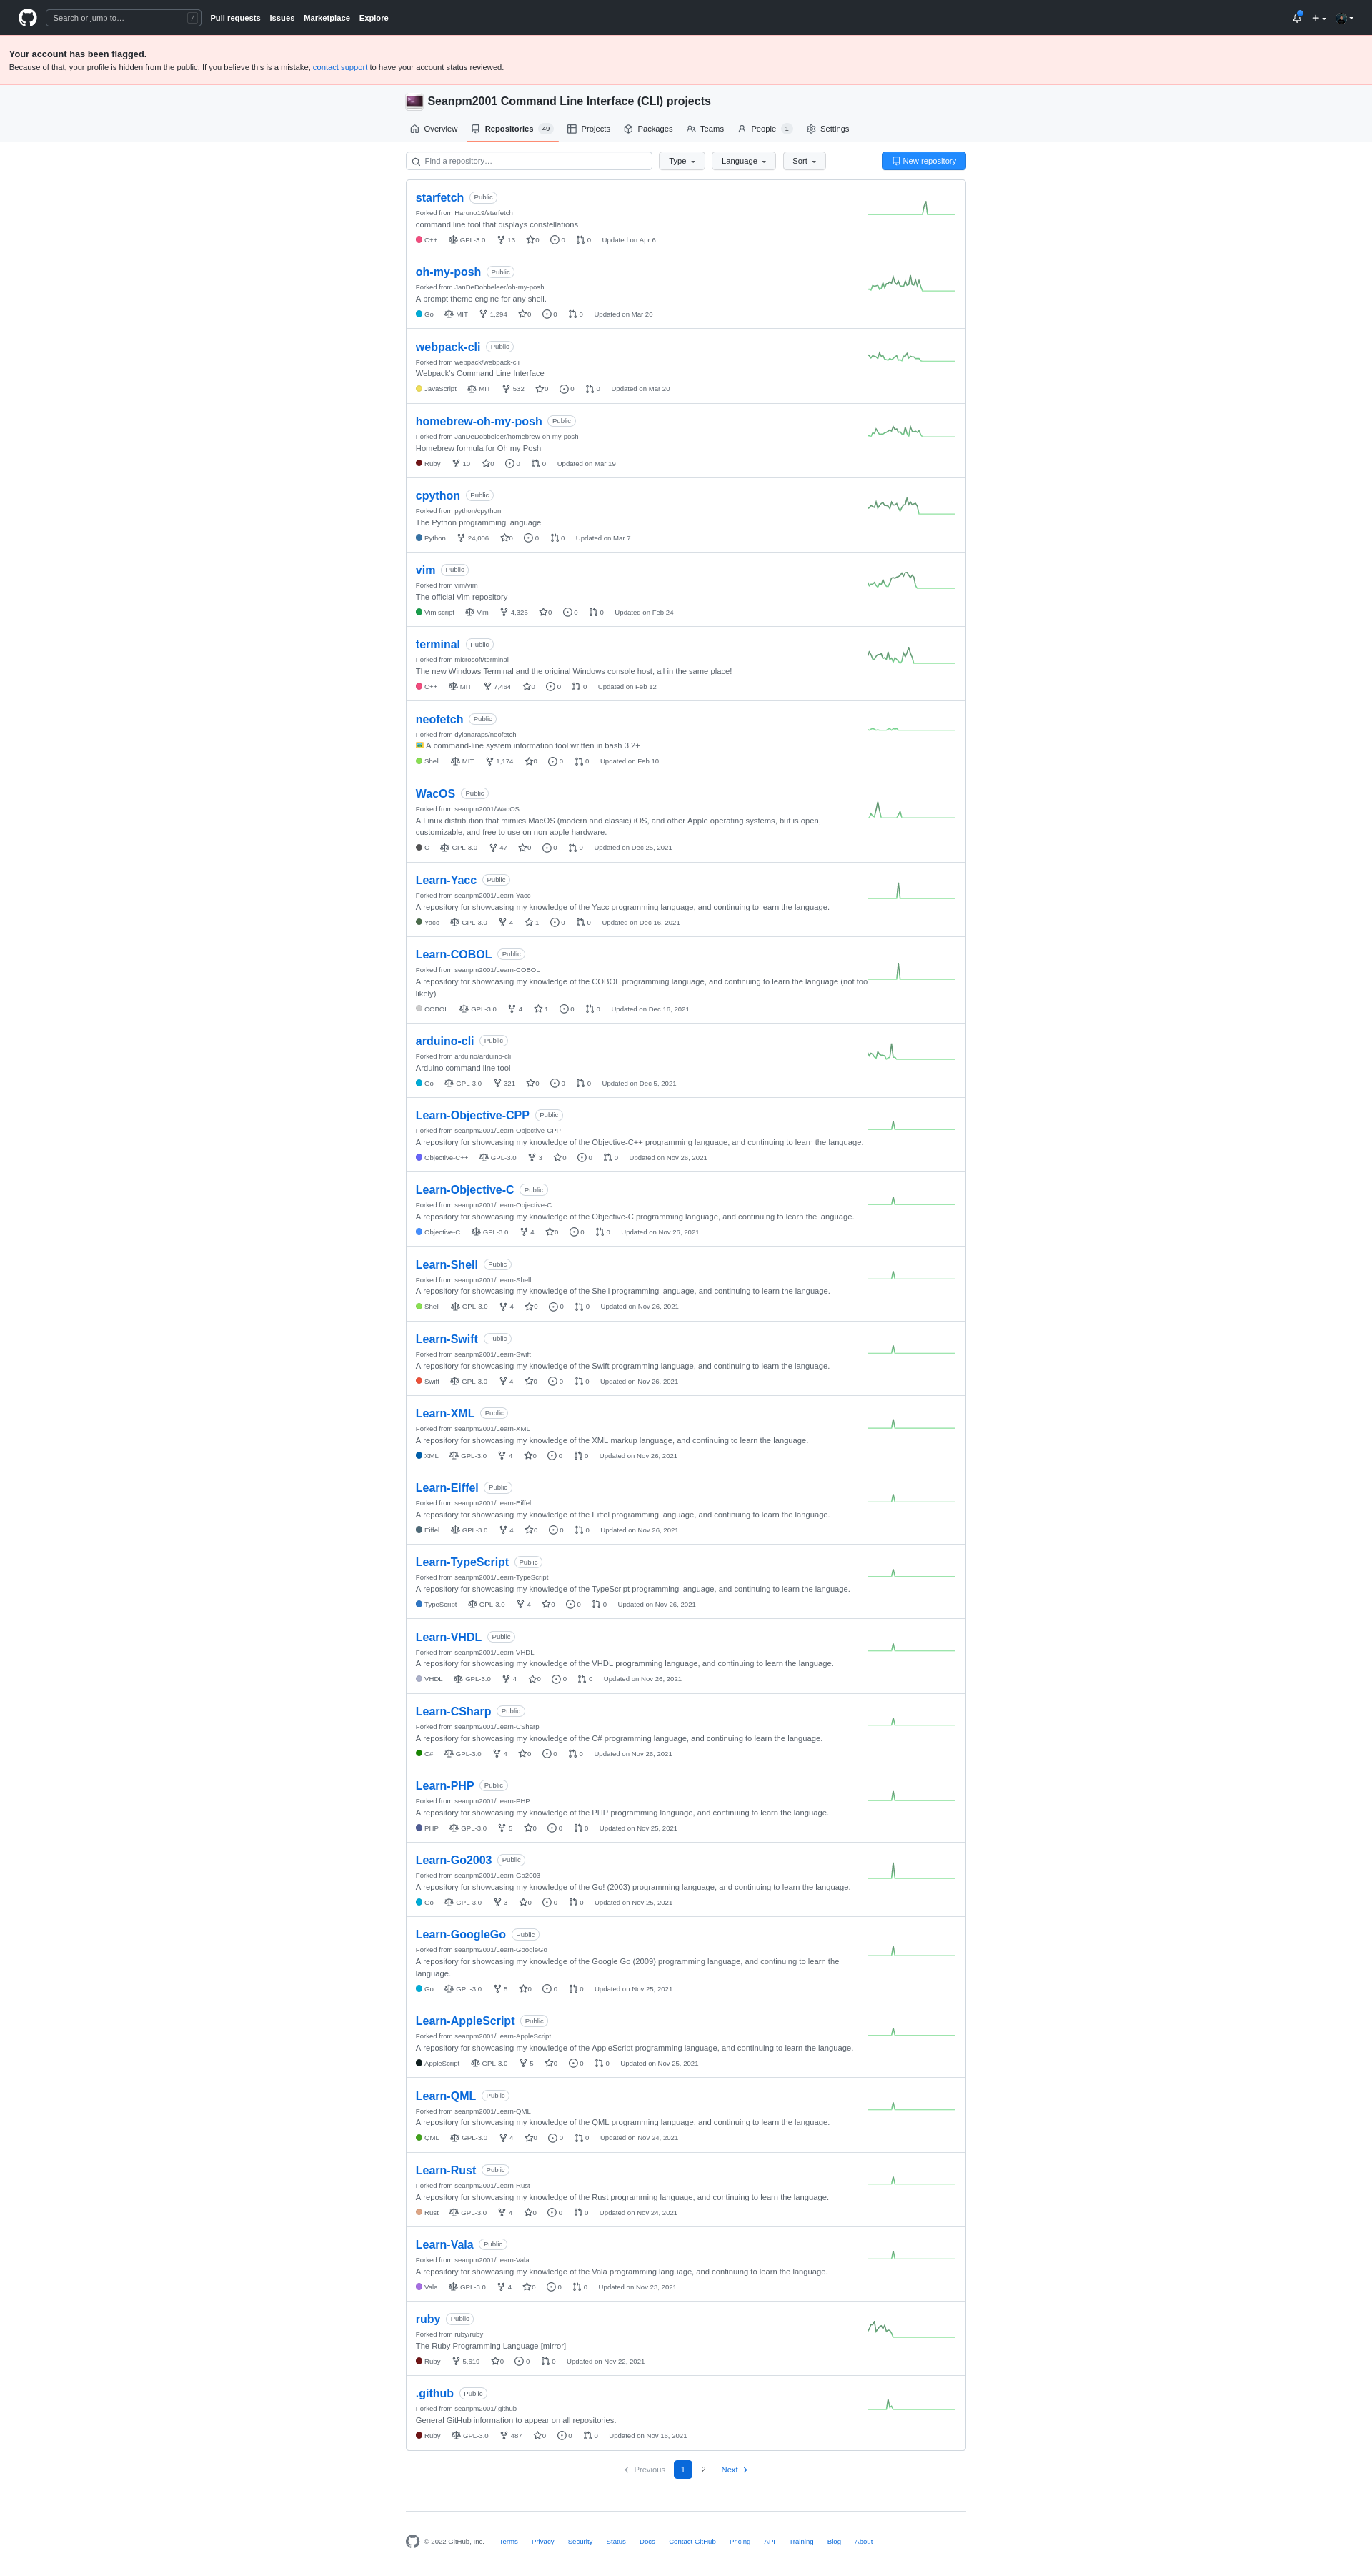 Search or jump to… / Pull requests Issues Marketplace Explore
Your account has been flagged.
Because of that, your profile is hidden from the public. If you believe this is a mistake, contact support to have your account status reviewed.
Seanpm2001 Command Line Interface (CLI) projects
Overview Repositories 49 Projects Packages Teams People 1 Settings
Find a repository… Type Language Sort New repository
starfetch Public
Forked from Haruno19/starfetch
command line tool that displays constellations
C++ GPL-3.0 13 0 0 0 Updated on Apr 6
oh-my-posh Public
Forked from JanDeDobbeleer/oh-my-posh
A prompt theme engine for any shell.
Go MIT 1,294 0 0 0 Updated on Mar 20
webpack-cli Public
Forked from webpack/webpack-cli
Webpack's Command Line Interface
JavaScript MIT 532 0 0 0 Updated on Mar 20
homebrew-oh-my-posh Public
Forked from JanDeDobbeleer/homebrew-oh-my-posh
Homebrew formula for Oh my Posh
Ruby 10 0 0 0 Updated on Mar 19
cpython Public
Forked from python/cpython
The Python programming language
Python 24,006 0 0 0 Updated on Mar 7
vim Public
Forked from vim/vim
The official Vim repository
Vim script Vim 4,325 0 0 0 Updated on Feb 24
terminal Public
Forked from microsoft/terminal
The new Windows Terminal and the original Windows console host, all in the same place!
C++ MIT 7,464 0 0 0 Updated on Feb 12
neofetch Public
Forked from dylanaraps/neofetch
A command-line system information tool written in bash 3.2+
Shell MIT 1,174 0 0 0 Updated on Feb 10
WacOS Public
Forked from seanpm2001/WacOS
A Linux distribution that mimics MacOS (modern and classic) iOS, and other Apple operating systems, but is open,
customizable, and free to use on non-apple hardware.
C GPL-3.0 47 0 0 0 Updated on Dec 25, 2021
Learn-Yacc Public
Forked from seanpm2001/Learn-Yacc
A repository for showcasing my knowledge of the Yacc programming language, and continuing to learn the language.
Yacc GPL-3.0 4 1 0 0 Updated on Dec 16, 2021
Learn-COBOL Public
Forked from seanpm2001/Learn-COBOL
A repository for showcasing my knowledge of the COBOL programming language, and continuing to learn the language (not too
likely)
COBOL GPL-3.0 4 1 0 0 Updated on Dec 16, 2021
arduino-cli Public
Forked from arduino/arduino-cli
Arduino command line tool
Go GPL-3.0 321 0 0 0 Updated on Dec 5, 2021
Learn-Objective-CPP Public
Forked from seanpm2001/Learn-Objective-CPP
A repository for showcasing my knowledge of the Objective-C++ programming language, and continuing to learn the language.
Objective-C++ GPL-3.0 3 0 0 0 Updated on Nov 26, 2021
Learn-Objective-C Public
Forked from seanpm2001/Learn-Objective-C
A repository for showcasing my knowledge of the Objective-C programming language, and continuing to learn the language.
Objective-C GPL-3.0 4 0 0 0 Updated on Nov 26, 2021
Learn-Shell Public
Forked from seanpm2001/Learn-Shell
A repository for showcasing my knowledge of the Shell programming language, and continuing to learn the language.
Shell GPL-3.0 4 0 0 0 Updated on Nov 26, 2021
Learn-Swift Public
Forked from seanpm2001/Learn-Swift
A repository for showcasing my knowledge of the Swift programming language, and continuing to learn the language.
Swift GPL-3.0 4 0 0 0 Updated on Nov 26, 2021
Learn-XML Public
Forked from seanpm2001/Learn-XML
A repository for showcasing my knowledge of the XML markup language, and continuing to learn the language.
XML GPL-3.0 4 0 0 0 Updated on Nov 26, 2021
Learn-Eiffel Public
Forked from seanpm2001/Learn-Eiffel
A repository for showcasing my knowledge of the Eiffel programming language, and continuing to learn the language.
Eiffel GPL-3.0 4 0 0 0 Updated on Nov 26, 2021
Learn-TypeScript Public
Forked from seanpm2001/Learn-TypeScript
A repository for showcasing my knowledge of the TypeScript programming language, and continuing to learn the language.
TypeScript GPL-3.0 4 0 0 0 Updated on Nov 26, 2021
Learn-VHDL Public
Forked from seanpm2001/Learn-VHDL
A repository for showcasing my knowledge of the VHDL programming language, and continuing to learn the language.
VHDL GPL-3.0 4 0 0 0 Updated on Nov 26, 2021
Learn-CSharp Public
Forked from seanpm2001/Learn-CSharp
A repository for showcasing my knowledge of the C# programming language, and continuing to learn the language.
C# GPL-3.0 4 0 0 0 Updated on Nov 26, 2021
Learn-PHP Public
Forked from seanpm2001/Learn-PHP
A repository for showcasing my knowledge of the PHP programming language, and continuing to learn the language.
PHP GPL-3.0 5 0 0 0 Updated on Nov 25, 2021
Learn-Go2003 Public
Forked from seanpm2001/Learn-Go2003
A repository for showcasing my knowledge of the Go! (2003) programming language, and continuing to learn the language.
Go GPL-3.0 3 0 0 0 Updated on Nov 25, 2021
Learn-GoogleGo Public
Forked from seanpm2001/Learn-GoogleGo
A repository for showcasing my knowledge of the Google Go (2009) programming language, and continuing to learn the
language.
Go GPL-3.0 5 0 0 0 Updated on Nov 25, 2021
Learn-AppleScript Public
Forked from seanpm2001/Learn-AppleScript
A repository for showcasing my knowledge of the AppleScript programming language, and continuing to learn the language.
AppleScript GPL-3.0 5 0 0 0 Updated on Nov 25, 2021
Learn-QML Public
Forked from seanpm2001/Learn-QML
A repository for showcasing my knowledge of the QML programming language, and continuing to learn the language.
QML GPL-3.0 4 0 0 0 Updated on Nov 24, 2021
Learn-Rust Public
Forked from seanpm2001/Learn-Rust
A repository for showcasing my knowledge of the Rust programming language, and continuing to learn the language.
Rust GPL-3.0 4 0 0 0 Updated on Nov 24, 2021
Learn-Vala Public
Forked from seanpm2001/Learn-Vala
A repository for showcasing my knowledge of the Vala programming language, and continuing to learn the language.
Vala GPL-3.0 4 0 0 0 Updated on Nov 23, 2021
ruby Public
Forked from ruby/ruby
The Ruby Programming Language [mirror]
Ruby 5,619 0 0 0 Updated on Nov 22, 2021
.github Public
Forked from seanpm2001/.github
General GitHub information to appear on all repositories.
Ruby GPL-3.0 487 0 0 0 Updated on Nov 16, 2021
Previous 1 2 Next
© 2022 GitHub, Inc. Terms Privacy Security Status Docs Contact GitHub Pricing API Training Blog About